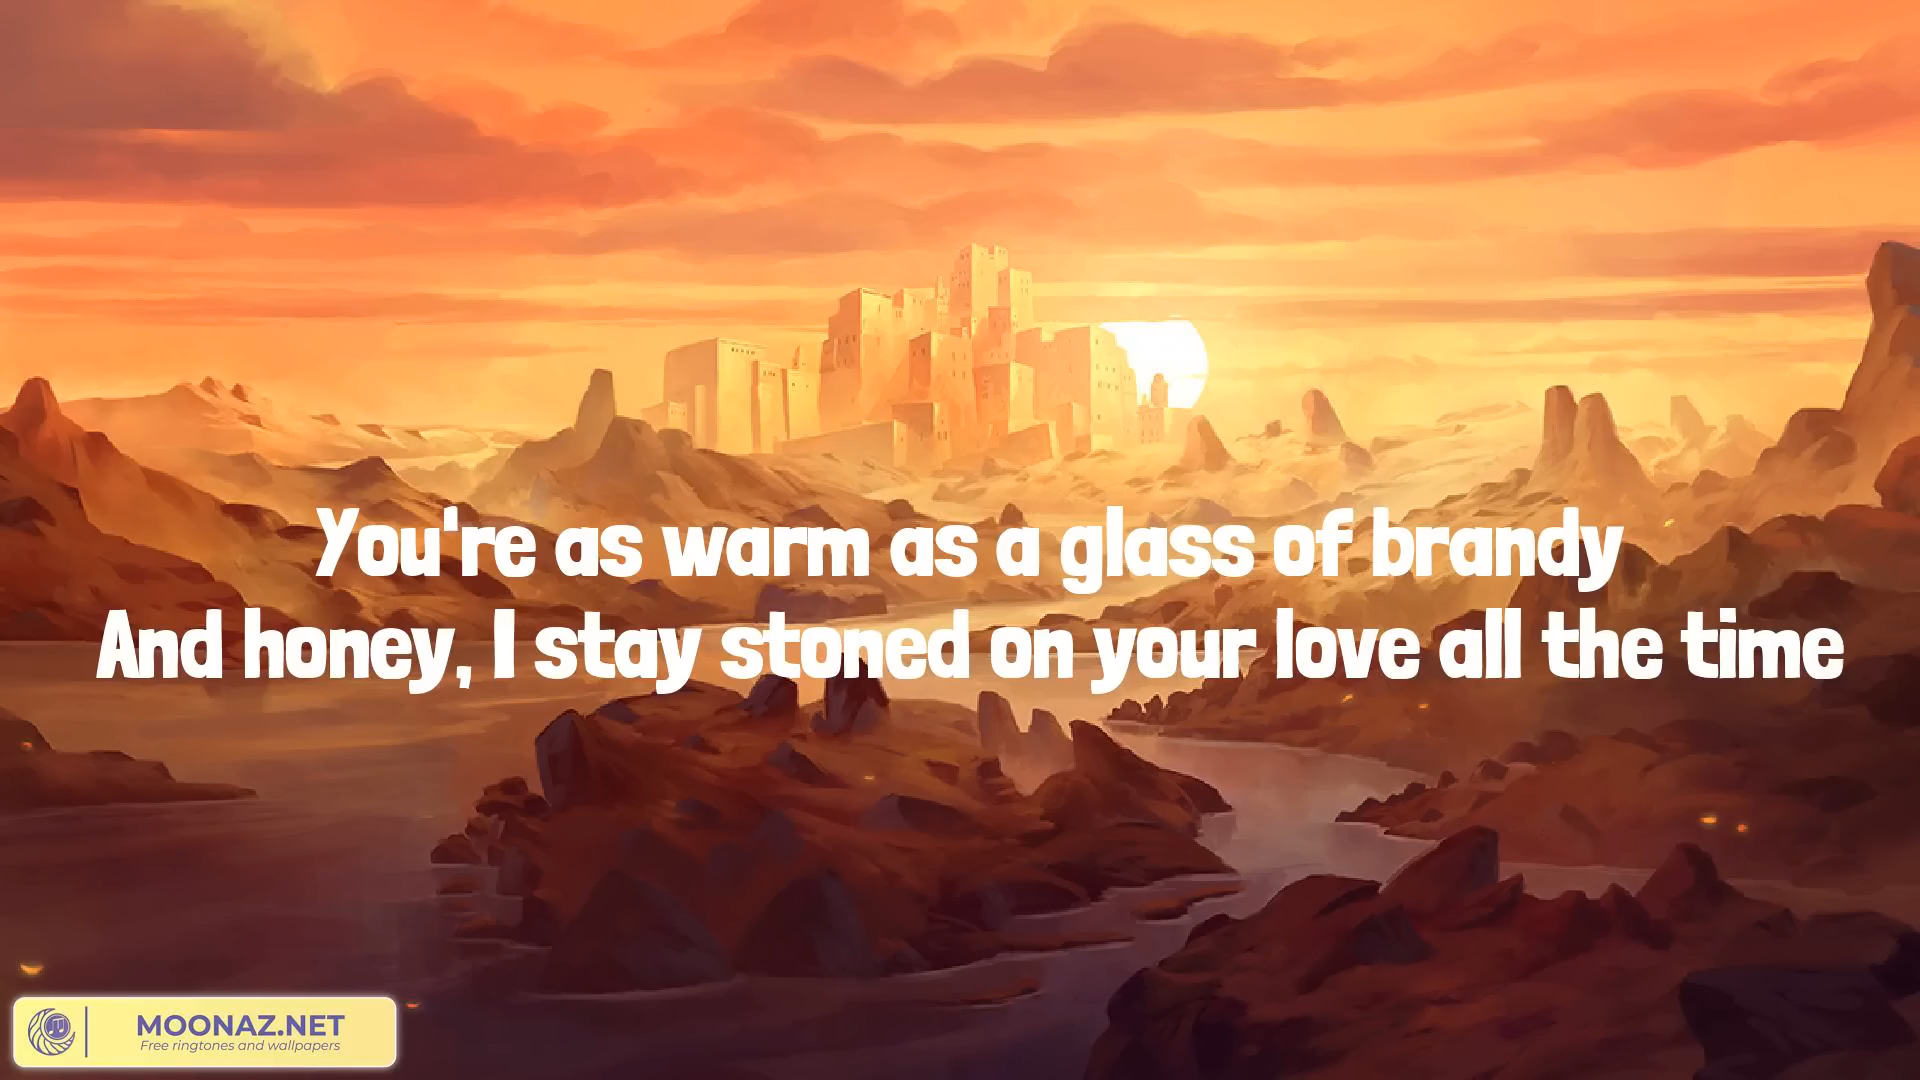 You're as warm as a glass of brandy
And honey, I stay stoned on your love all the time
MOONAZ.NET
Free ringtones and wallpapers